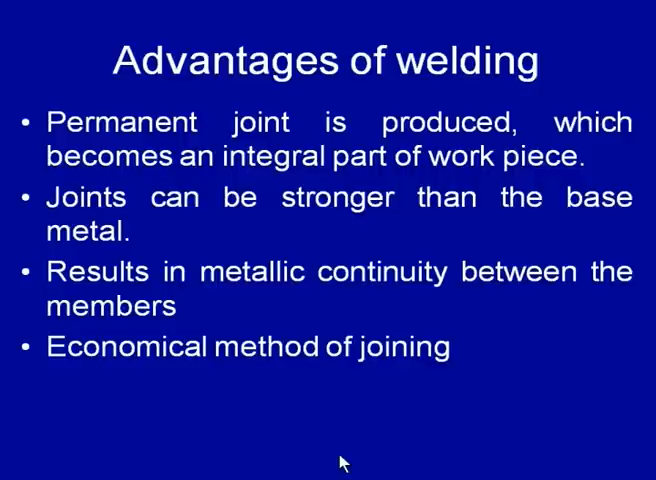 Advantages of welding
• Permanent joint is produced, which
becomes an integral part of work piece.
• Joints can be stronger than the base
metal.
• Results in metallic continuity between the
members
• Economical method of joining